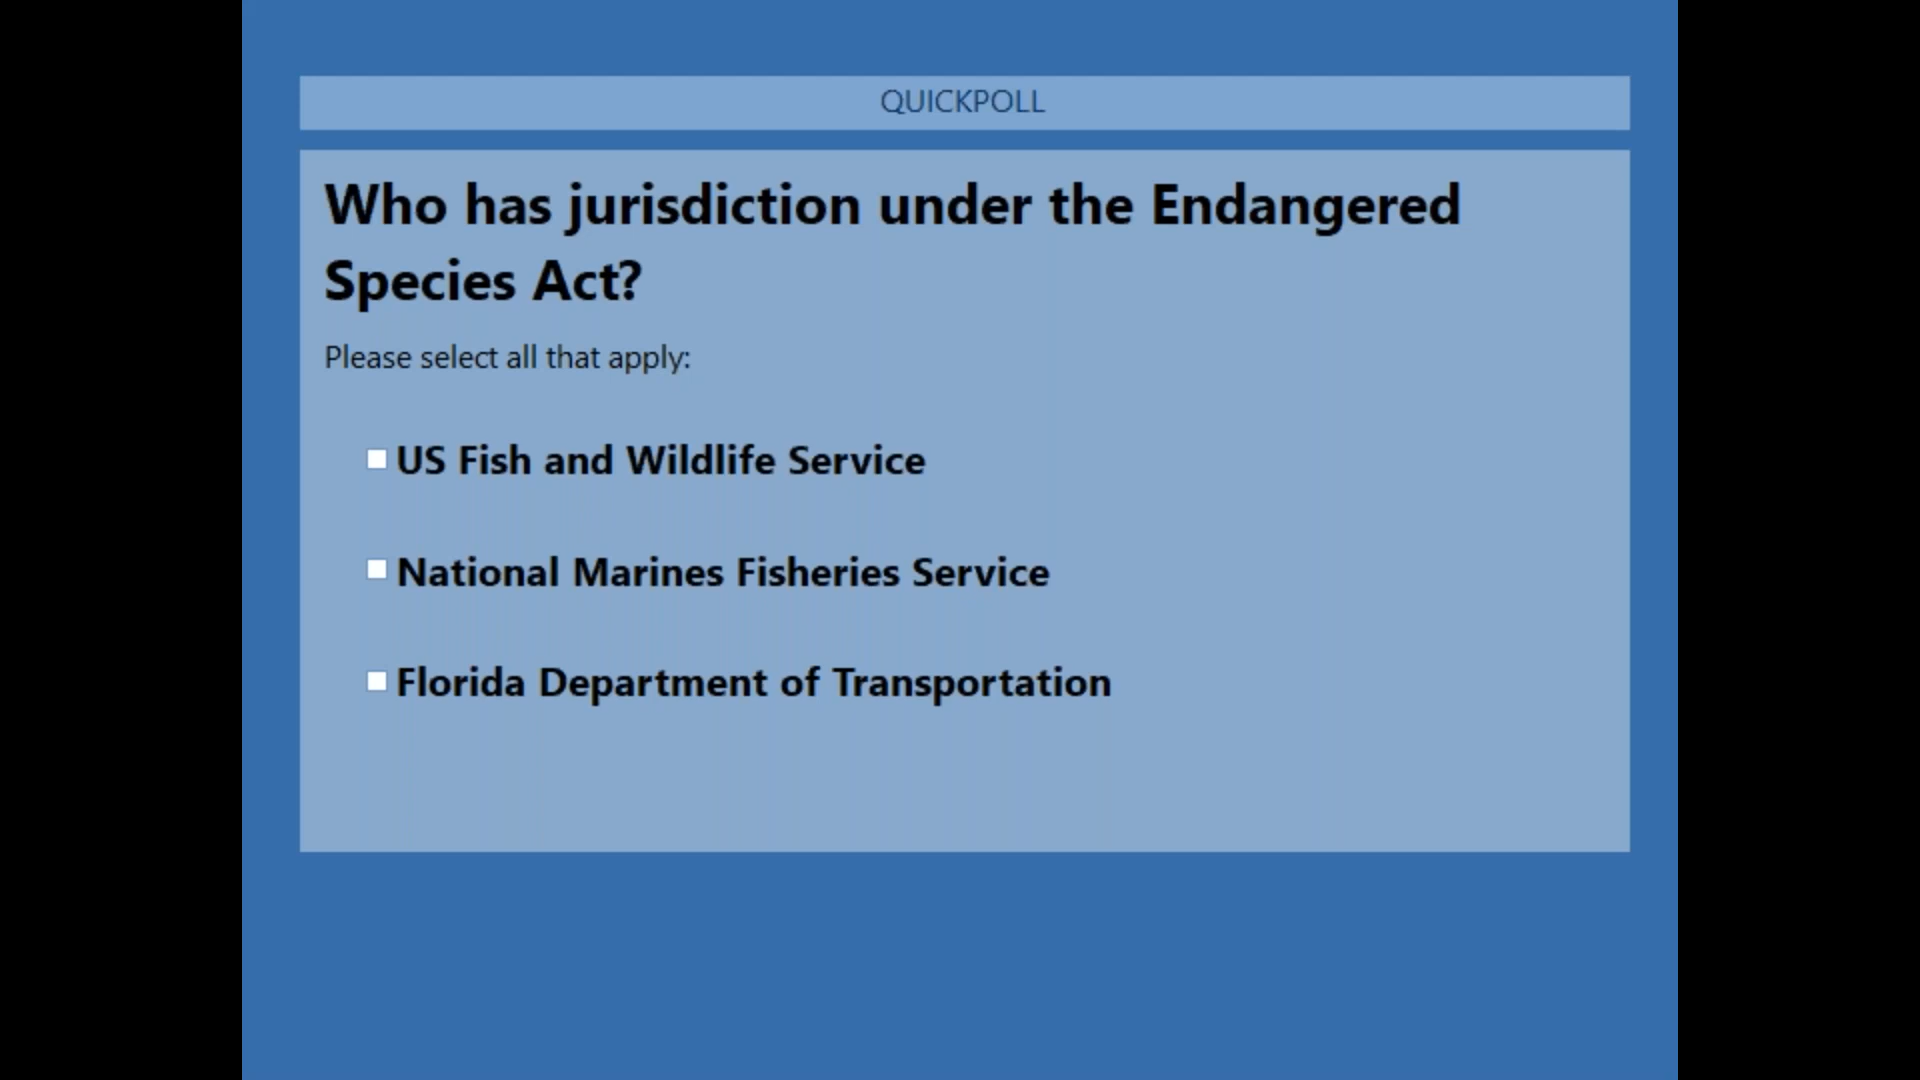 QUICKPOLL
Who has jurisdiction under the Endangered
Species Act?
Please select all that apply:
US Fish and Wildlife Service
National Marines Fisheries Service
Florida Department of Transportation